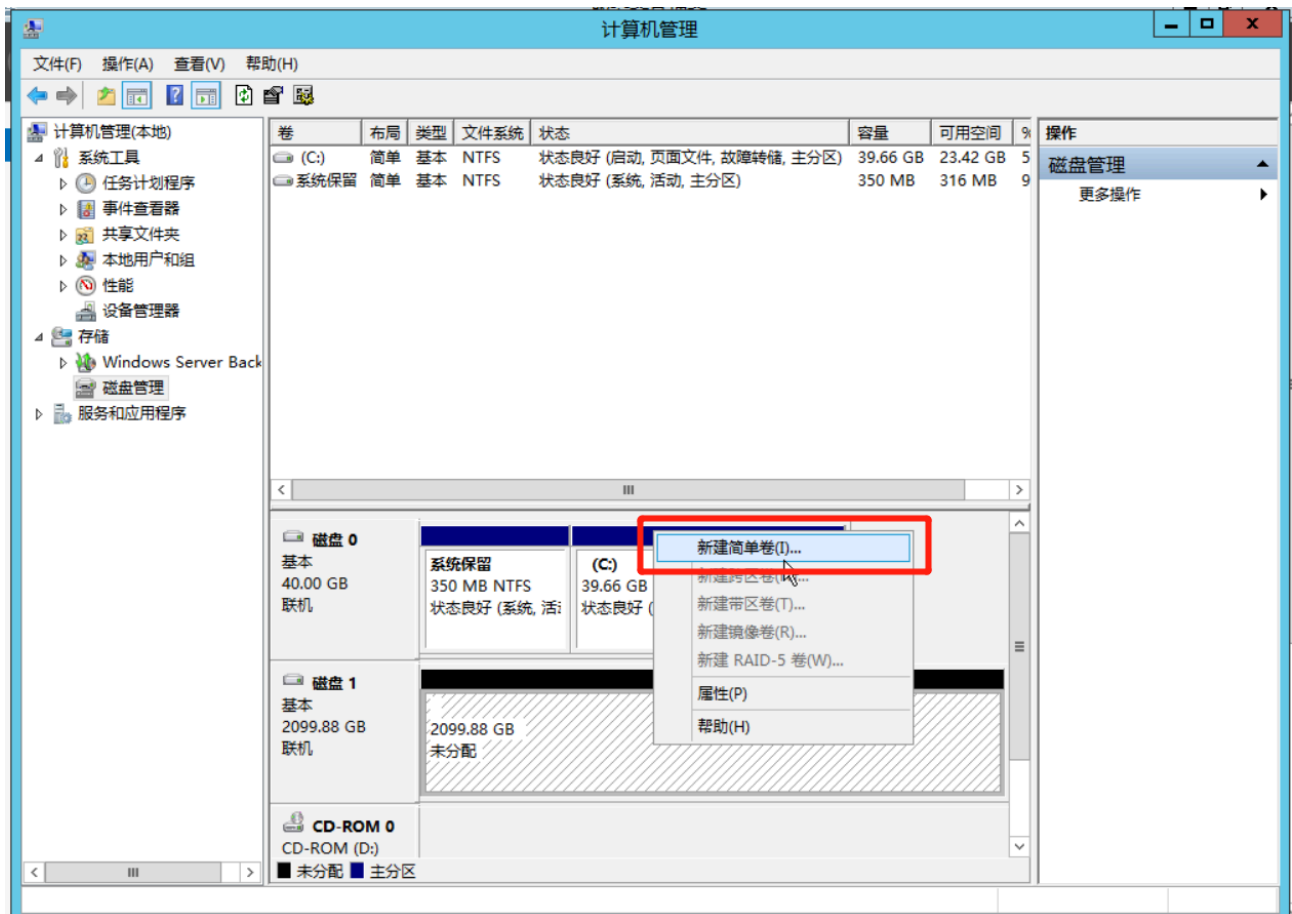 计算机管理
文件(F) 操作(A) 查看(V) 帮助(H)
计算机管理(本地)
系统工具
任务计划程序
事件查看器
共享文件夹
本地用户和组
性能
设备管理器
存储
Windows Server Back
磁盘管理
服务和应用程序
卷 布局 类型 文件系统 状态 容量 可用空间 %
(C:) 简单 基本 NTFS 状态良好 (启动, 页面文件, 故障转储, 主分区) 39.66 GB 23.42 GB 5
系统保留 简单 基本 NTFS 状态良好 (系统, 活动, 主分区) 350 MB 316 MB 9
操作
磁盘管理
更多操作
磁盘 0
基本
40.00 GB
联机
系统保留
350 MB NTFS
状态良好 (系统, 活
(C:)
39.66 GB
状态良好 (
新建简单卷(I)...
新建跨区卷
新建带区卷(T)...
新建镜像卷(R)...
新建 RAID-5 卷(W)...
属性(P)
帮助(H)
磁盘 1
基本
2099.88 GB
联机
2099.88 GB
未分配
CD-ROM 0
CD-ROM (D:)
未分配 主分区